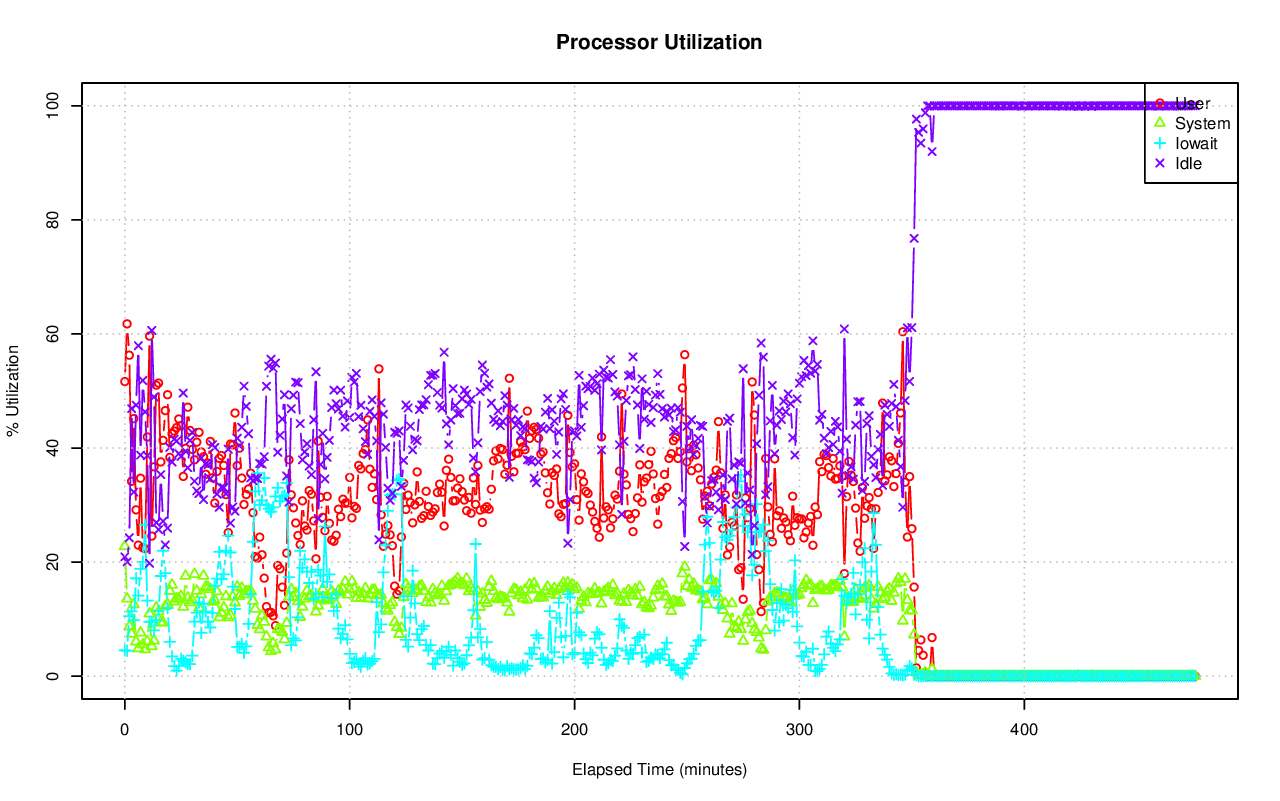 Processor Utilization
100
80
60
40
20
0
% Utilization
User
System
Iowait
Idle
0 100 200 300 400
Elapsed Time (minutes)